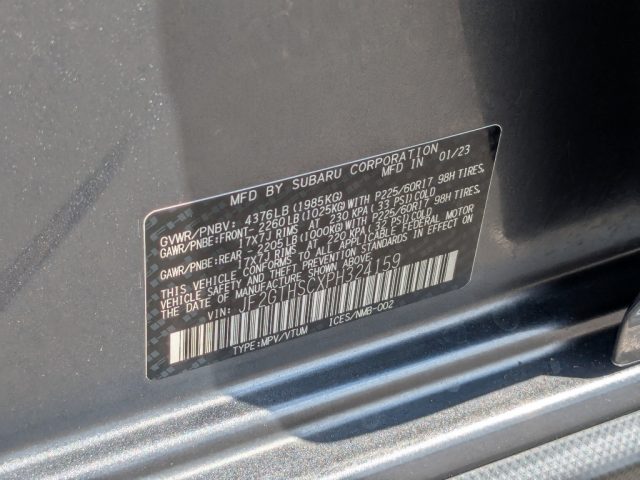 MFD BY SUBARU CORPORATION
MFD IN 01/23
GVWR/PNBV: 4376LB(1985KG)
GAWR/PNBE:FRONT-2260LB(1025KG)WITH P225/60R17 98H TIRES,
17X7J RIMS AT 230 KPA(33 PSI)COLD
GAWR/PNBE:REAR -2205LB(1000KG)WITH P225/60R17 98H TIRES,
17X7J RIMS AT 220 KPA(32 PSI)COLD
THIS VEHICLE CONFORMS TO ALL APPLICABLE FEDERAL MOTOR
VEHICLE SAFETY AND THEFT PREVENTION STANDARDS IN EFFECT ON
THE DATE OF MANUFACTURE SHOWN ABOVE.
VIN: JF2GTHSCXPH324159
TYPE:MPV/VTUM ICES/NMB-002